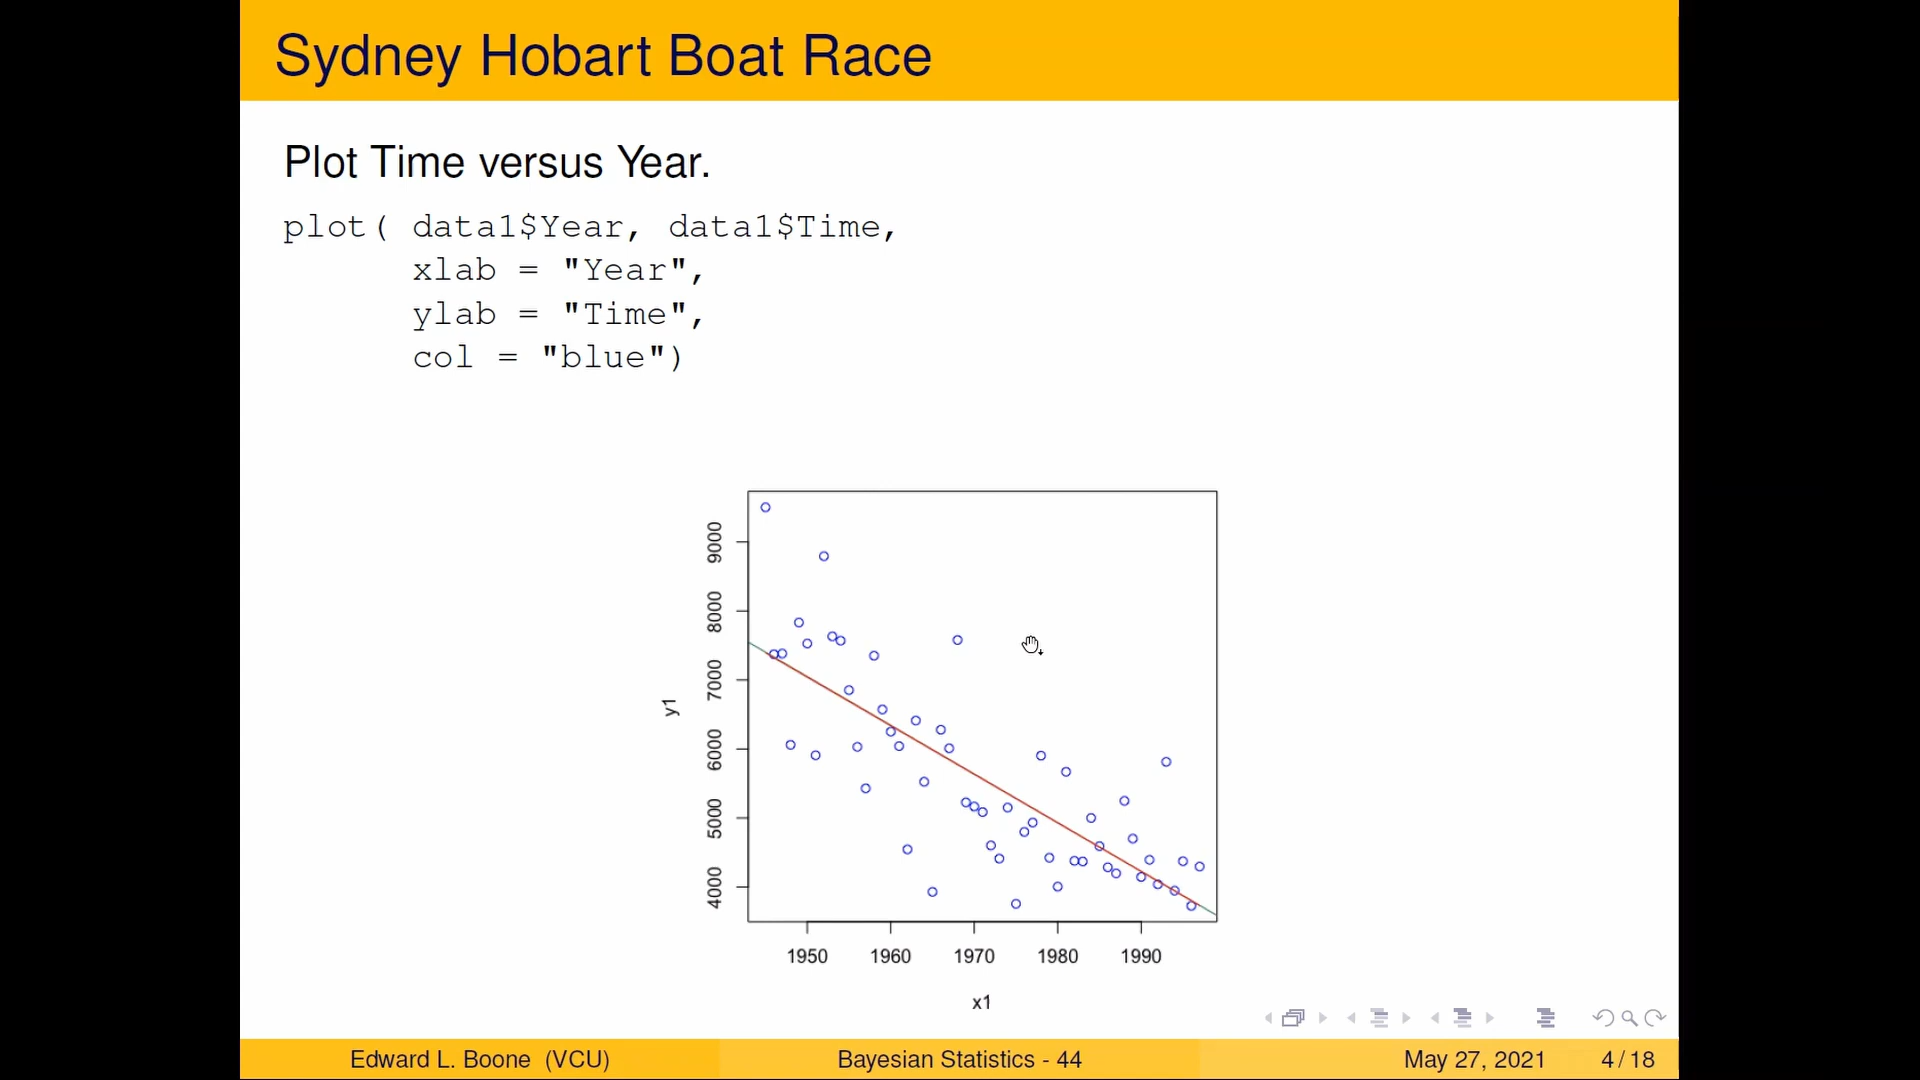 Sydney Hobart Boat Race
Plot Time versus Year.
plot( data1$Year, data1$Time,
xlab = "Year",
ylab = "Time",
col = "blue")
9000
8000
7000
6000
5000
4000
y1
1950 1960 1970 1980 1990
x1
Edward L. Boone (VCU) Bayesian Statistics - 44 May 27, 2021 4/18